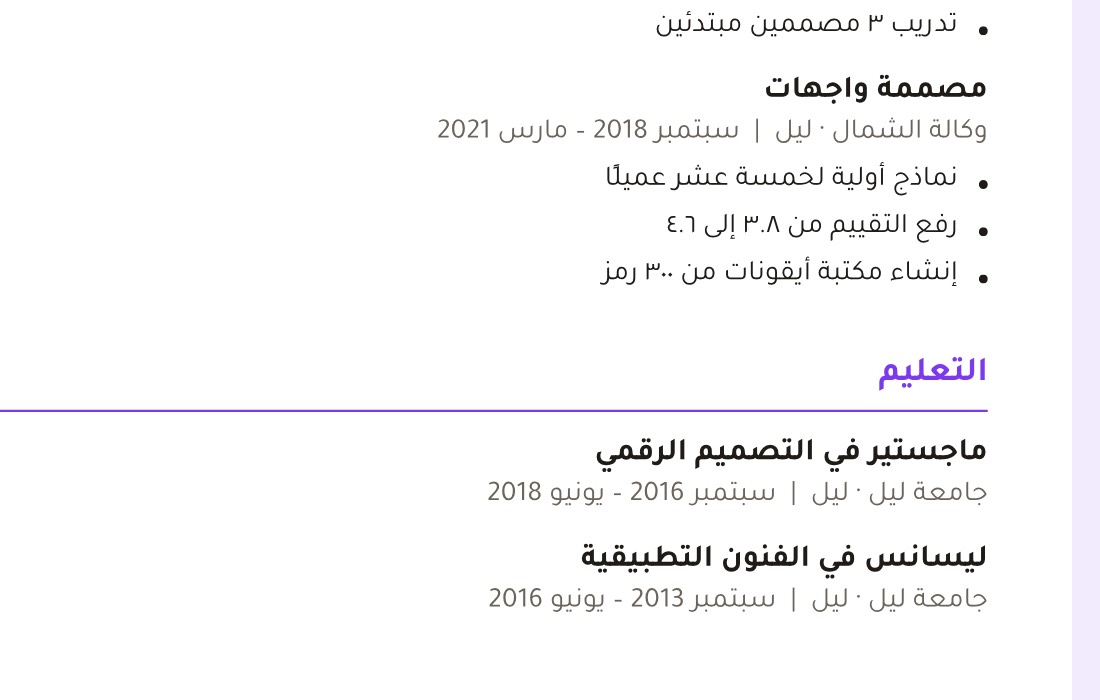 • تدريب ٣ مصممين مبتدئين
مصممة واجهات
وكالة الشمال · ليل | سبتمبر 2018 – مارس 2021
• نماذج أولية لخمسة عشر عميلًا
• رفع التقييم من ٣.٨ إلى ٤.٦
• إنشاء مكتبة أيقونات من ٣٠٠ رمز
التعليم
ماجستير في التصميم الرقمي
جامعة ليل · ليل | سبتمبر 2016 – يونيو 2018
ليسانس في الفنون التطبيقية
جامعة ليل · ليل | سبتمبر 2013 – يونيو 2016